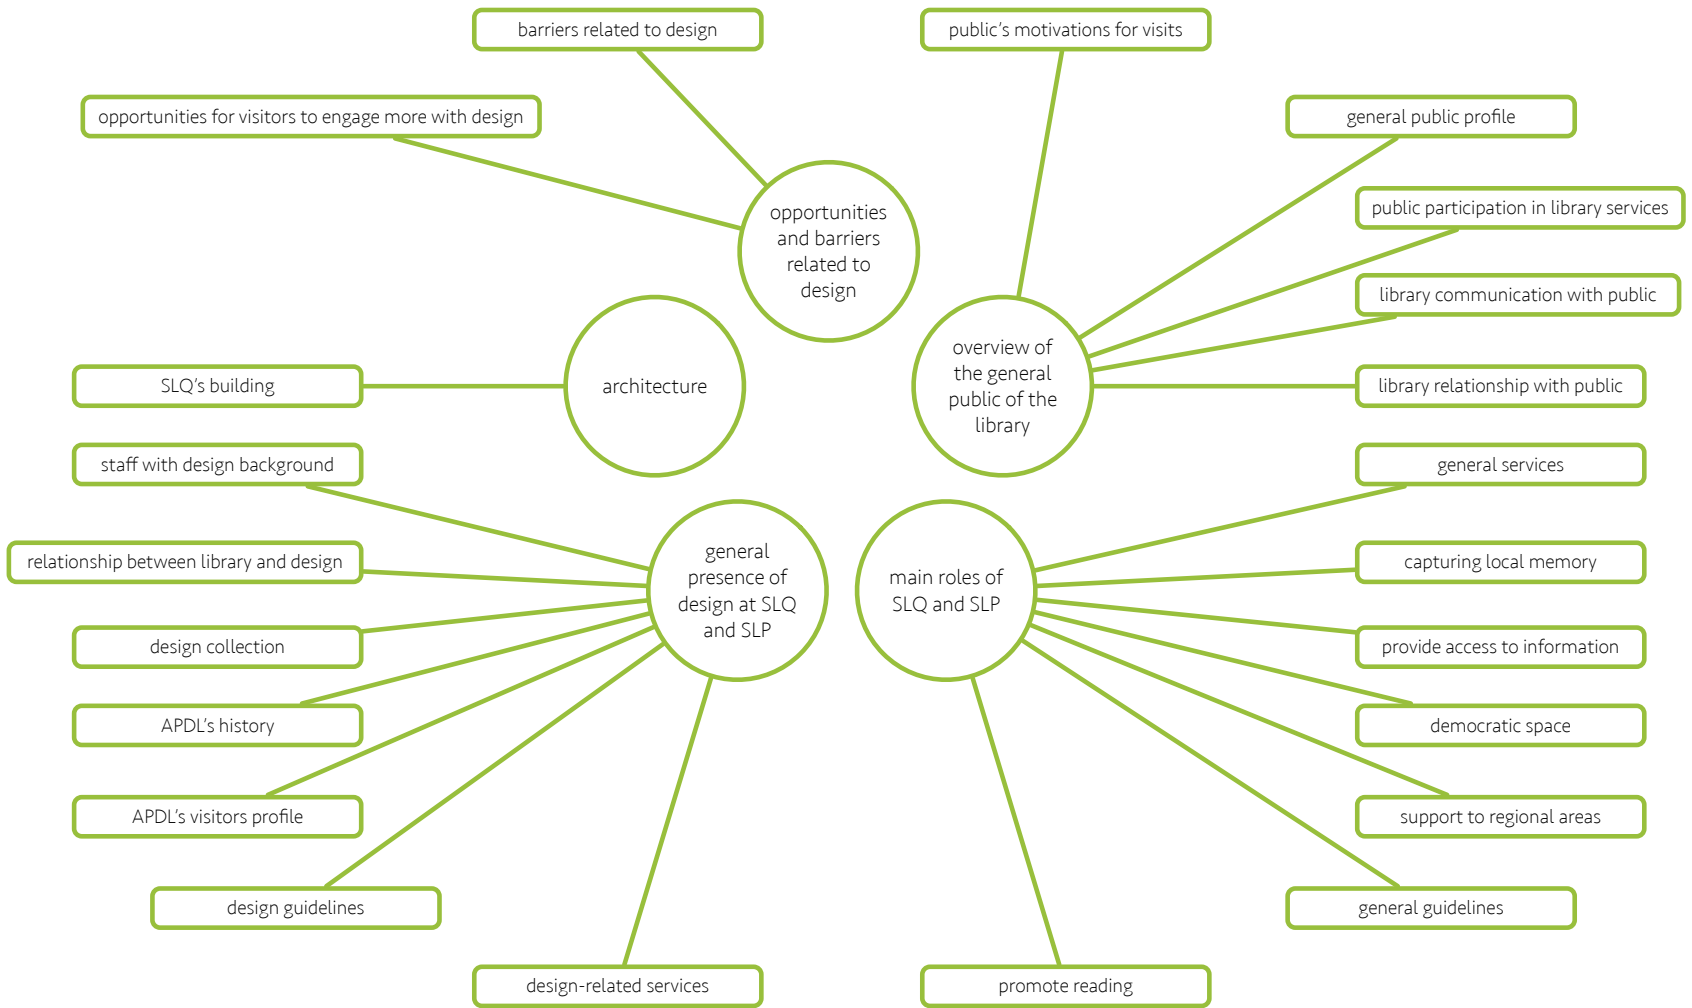 barriers related to design
public's motivations for visits
opportunities for visitors to engage more with design
general public profile
opportunities
and barriers
related to
design
public participation in library services
library communication with public
architecture
overview of
the general
public of the
library
SLQ's building
library relationship with public
staff with design background
general services
general
presence of
design at SLQ
and SLP
main roles of
SLQ and SLP
relationship between library and design
capturing local memory
design collection
provide access to information
APDL's history
democratic space
APDL's visitors profile
support to regional areas
design guidelines
general guidelines
design-related services
promote reading